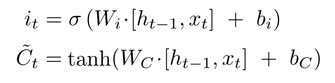 i_t = σ (W_i·[h_{t−1}, x_t] + b_i)
C̃_t = tanh(W_C·[h_{t−1}, x_t] + b_C)